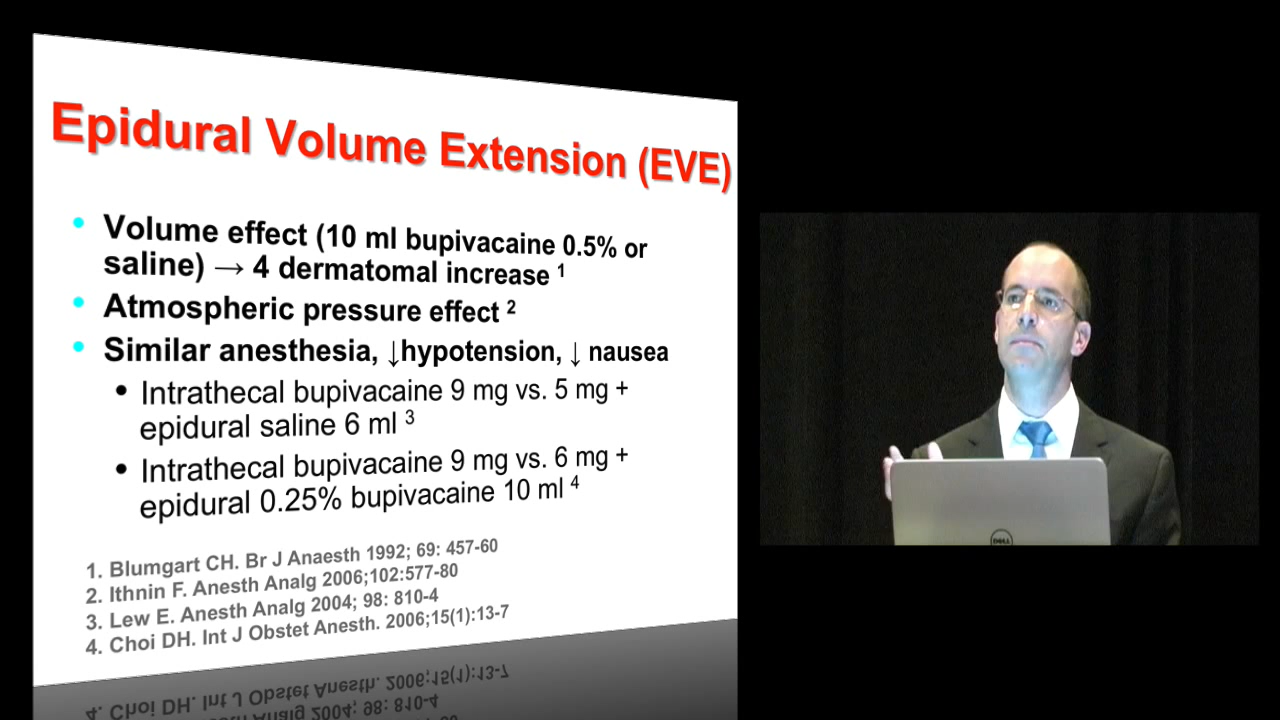 Epidural Volume Extension (EVE)
• Volume effect (10 ml bupivacaine 0.5% or
saline) → 4 dermatomal increase 1
• Atmospheric pressure effect 2
• Similar anesthesia, ↓hypotension, ↓ nausea
• Intrathecal bupivacaine 9 mg vs. 5 mg +
epidural saline 6 ml 3
• Intrathecal bupivacaine 9 mg vs. 6 mg +
epidural 0.25% bupivacaine 10 ml 4
1. Blumgart CH. Br J Anaesth 1992; 69: 457-60
2. Ithnin F. Anesth Analg 2006;102:577-80
3. Lew E. Anesth Analg 2004; 98: 810-4
4. Choi DH. Int J Obstet Anesth. 2006;15(1):13-7
DELL